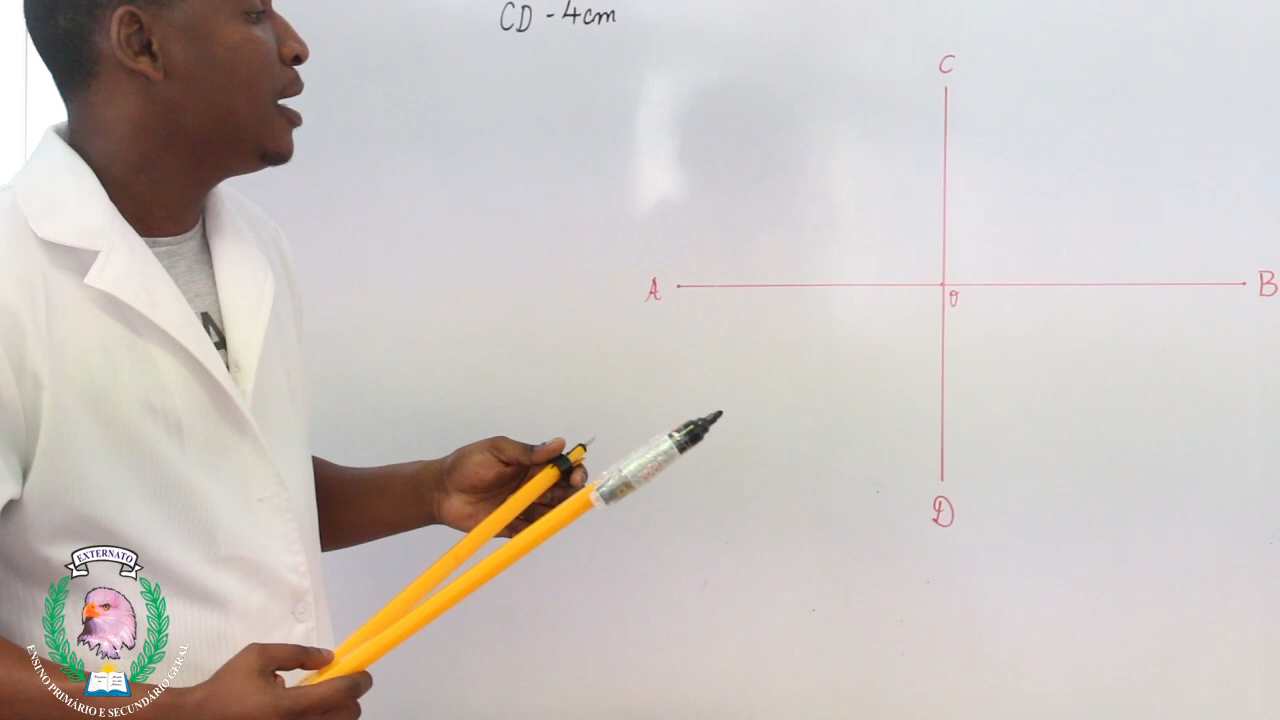 CD - 4cm
C
A
B
O
D
EXTERNATO
ENSINO PRIMÁRIO E SECUNDÁRIO GERAL